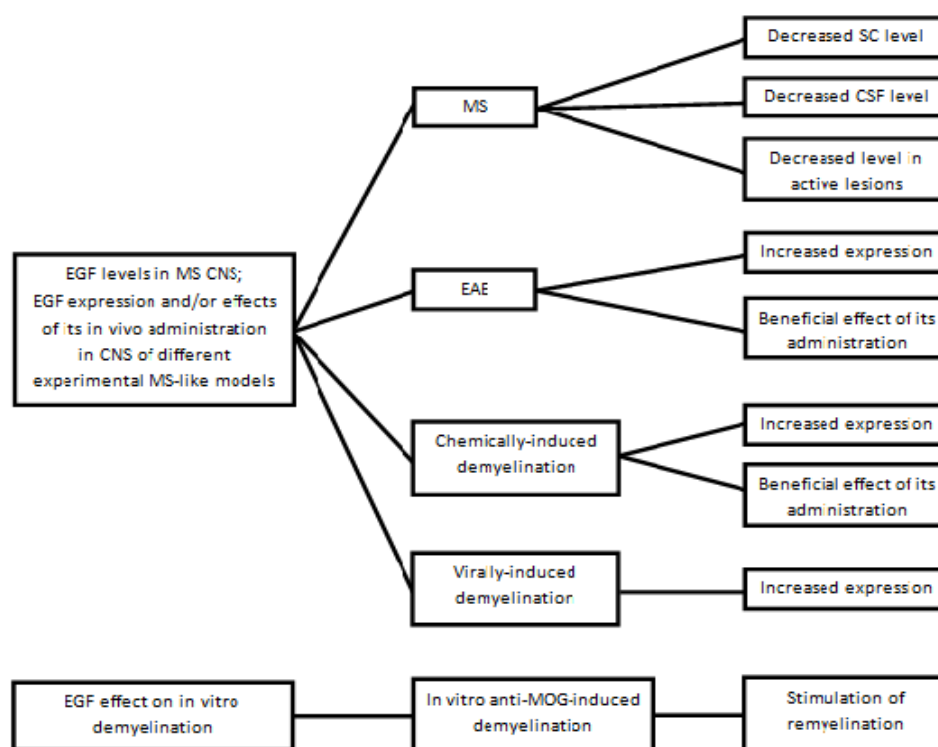 EGF levels in MS CNS;
EGF expression and/or effects
of its in vivo administration
in CNS of different
experimental MS-like models
MS
Decreased SC level
Decreased CSF level
Decreased level in
active lesions
EAE
Increased expression
Beneficial effect of its
administration
Chemically-induced
demyelination
Increased expression
Beneficial effect of its
administration
Virally-induced
demyelination
Increased expression
EGF effect on in vitro
demyelination
In vitro anti-MOG-induced
demyelination
Stimulation of
remyelination